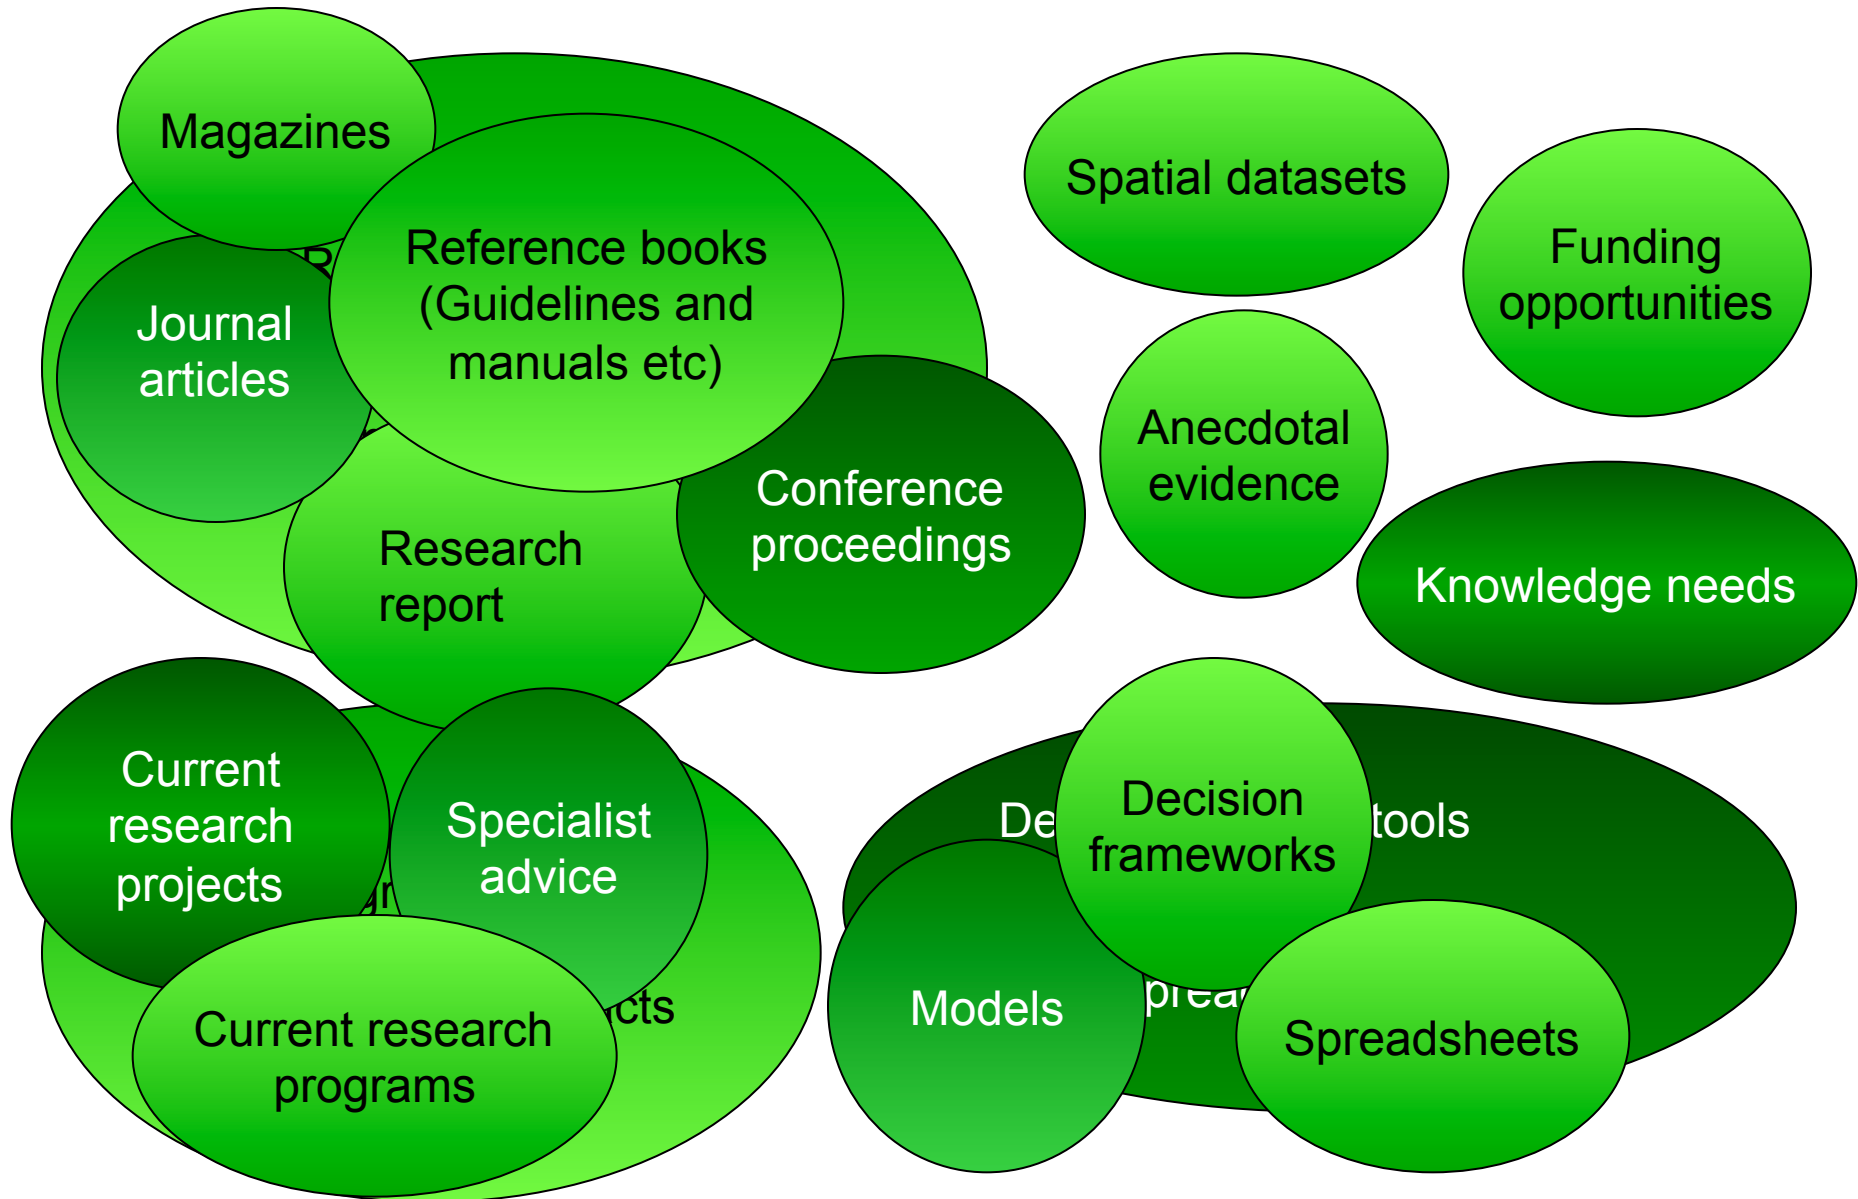 Magazines
Reference books
(Guidelines and
manuals etc)
Journal
articles
Research
report
Conference
proceedings
Spatial datasets
Funding
opportunities
Anecdotal
evidence
Knowledge needs
Current
research
projects
Specialist
advice
Current research
programs
Decision
frameworks
tools
Models
Spreadsheets